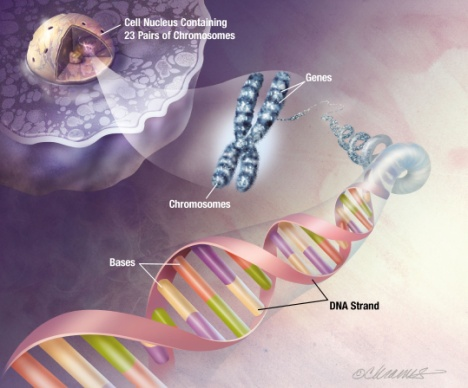 Cell Nucleus Containing
23 Pairs of Chromosomes
Genes
Chromosomes
Bases
DNA Strand